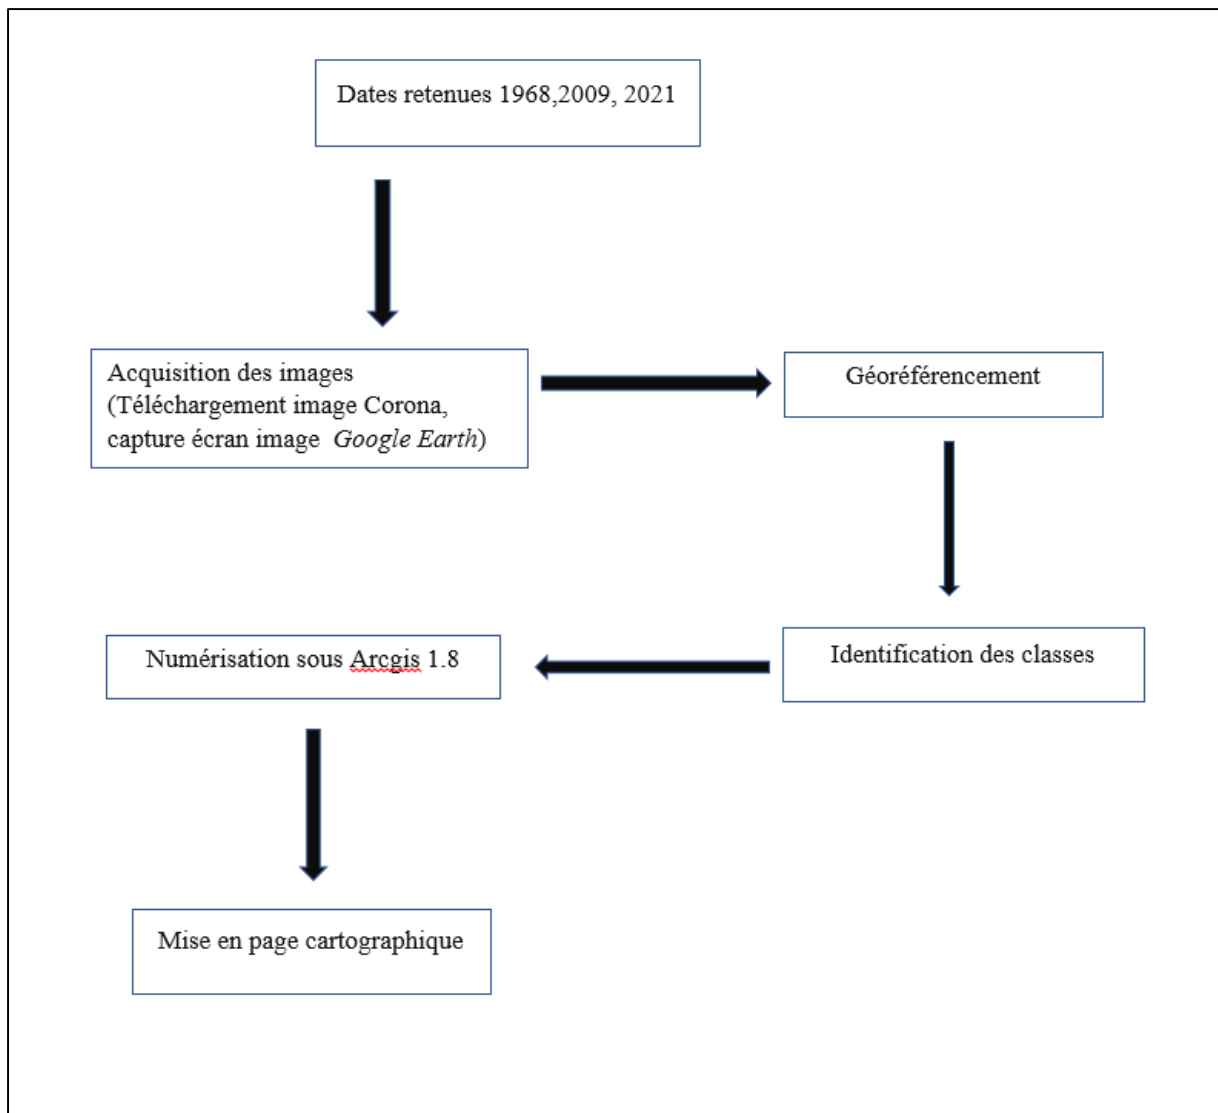 Dates retenues 1968,2009, 2021
Acquisition des images
(Téléchargement image Corona,
capture écran image Google Earth)
Géoréférencement
Identification des classes
Numérisation sous Arcgis 1.8
Mise en page cartographique